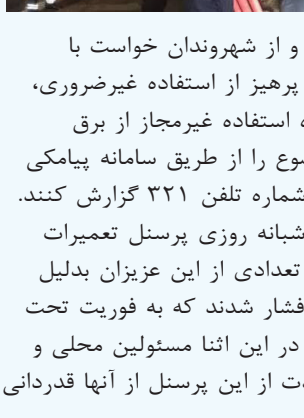 و از شهروندان خواست با
پرهیز از استفاده غیرضروری،
استفاده غیرمجاز از برق
را از طریق سامانه پیامکی
شماره تلفن ۳۲۱ گزارش کنند.
شبانه روزی پرسنل تعمیرات
تعدادی از این عزیزان بدلیل
فشار شدند که به فوریت تحت
در این اثنا مسئولین محلی و
از این پرسنل از آنها قدردانی